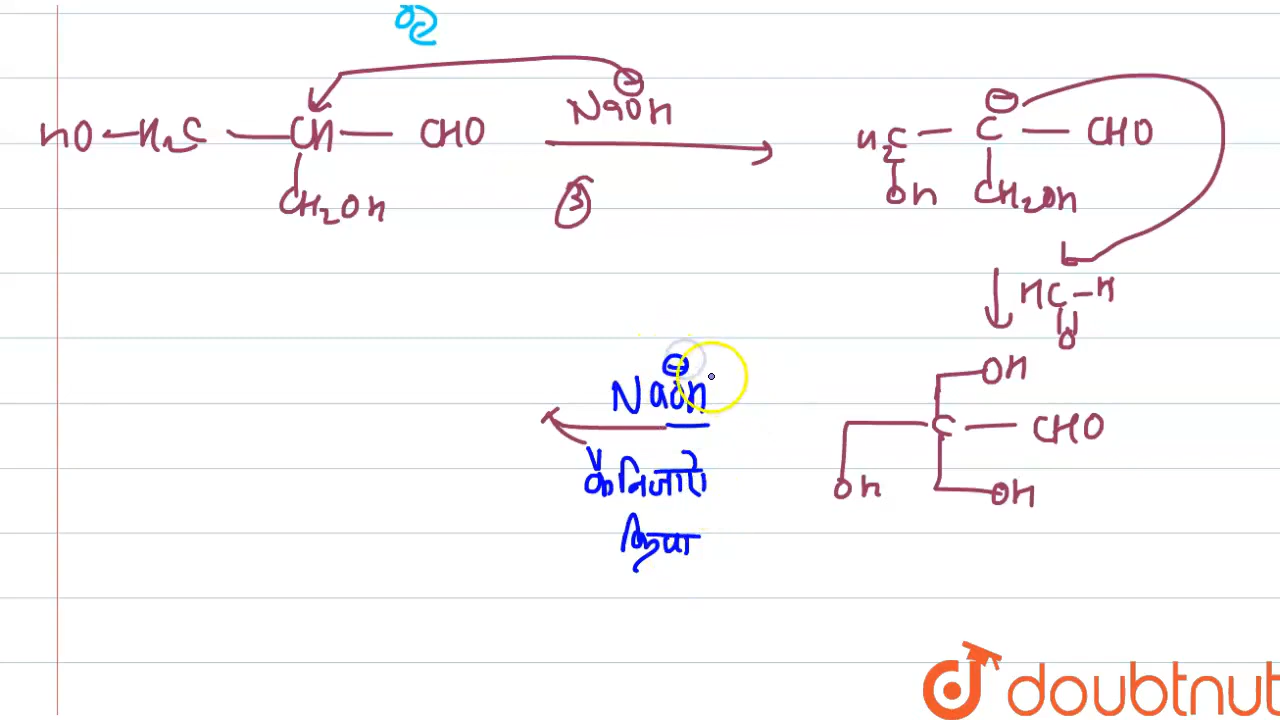 HO-H₂C-CH-CHO
CH₂OH
NaOH
⊖
③
H₂C-C-CHO
⊖
OH
CH₂OH
HC-H
O
OH
C-CHO
OH
OH
⊖
NaOH
कैनिजारो
क्रिया
doubtnut